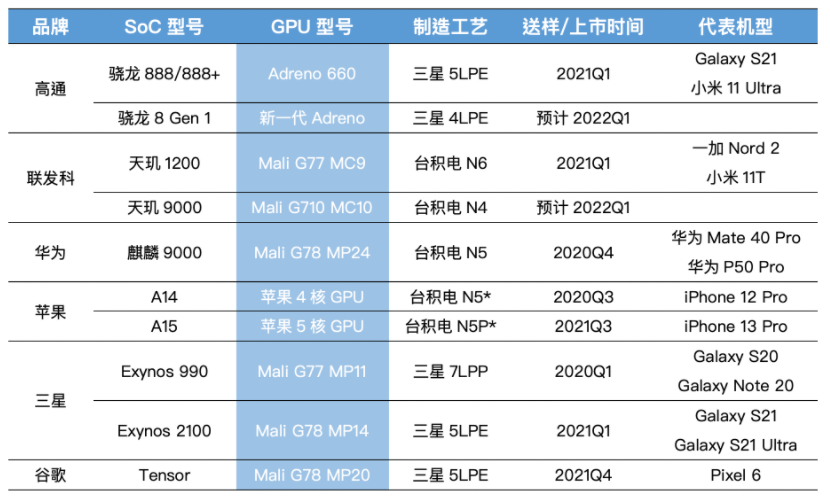 品牌 SoC 型号 GPU 型号 制造工艺 送样/上市时间 代表机型
高通 骁龙 888/888+ Adreno 660 三星 5LPE 2021Q1 Galaxy S21
小米 11 Ultra
骁龙 8 Gen 1 新一代 Adreno 三星 4LPE 预计 2022Q1
联发科 天玑 1200 Mali G77 MC9 台积电 N6 2021Q1 一加 Nord 2
小米 11T
天玑 9000 Mali G710 MC10 台积电 N4 预计 2022Q1
华为 麒麟 9000 Mali G78 MP24 台积电 N5 2020Q4 华为 Mate 40 Pro
华为 P50 Pro
苹果 A14 苹果 4 核 GPU 台积电 N5* 2020Q3 iPhone 12 Pro
A15 苹果 5 核 GPU 台积电 N5P* 2021Q3 iPhone 13 Pro
三星 Exynos 990 Mali G77 MP11 三星 7LPP 2020Q1 Galaxy S20
Galaxy Note 20
Exynos 2100 Mali G78 MP14 三星 5LPE 2021Q1 Galaxy S21
Galaxy S21 Ultra
谷歌 Tensor Mali G78 MP20 三星 5LPE 2021Q4 Pixel 6